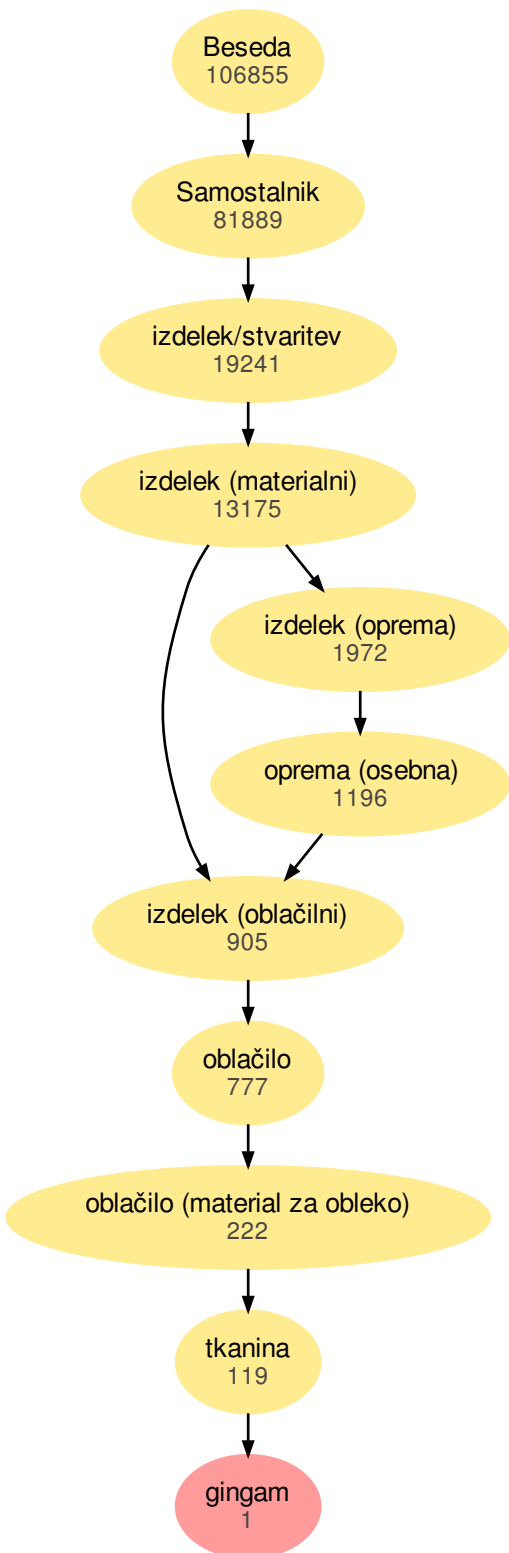 Beseda
106855
Samostalnik
81889
izdelek/stvaritev
19241
izdelek (materialni)
13175
izdelek (oprema)
1972
oprema (osebna)
1196
izdelek (oblačilni)
905
oblačilo
777
oblačilo (material za obleko)
222
tkanina
119
gingam
1